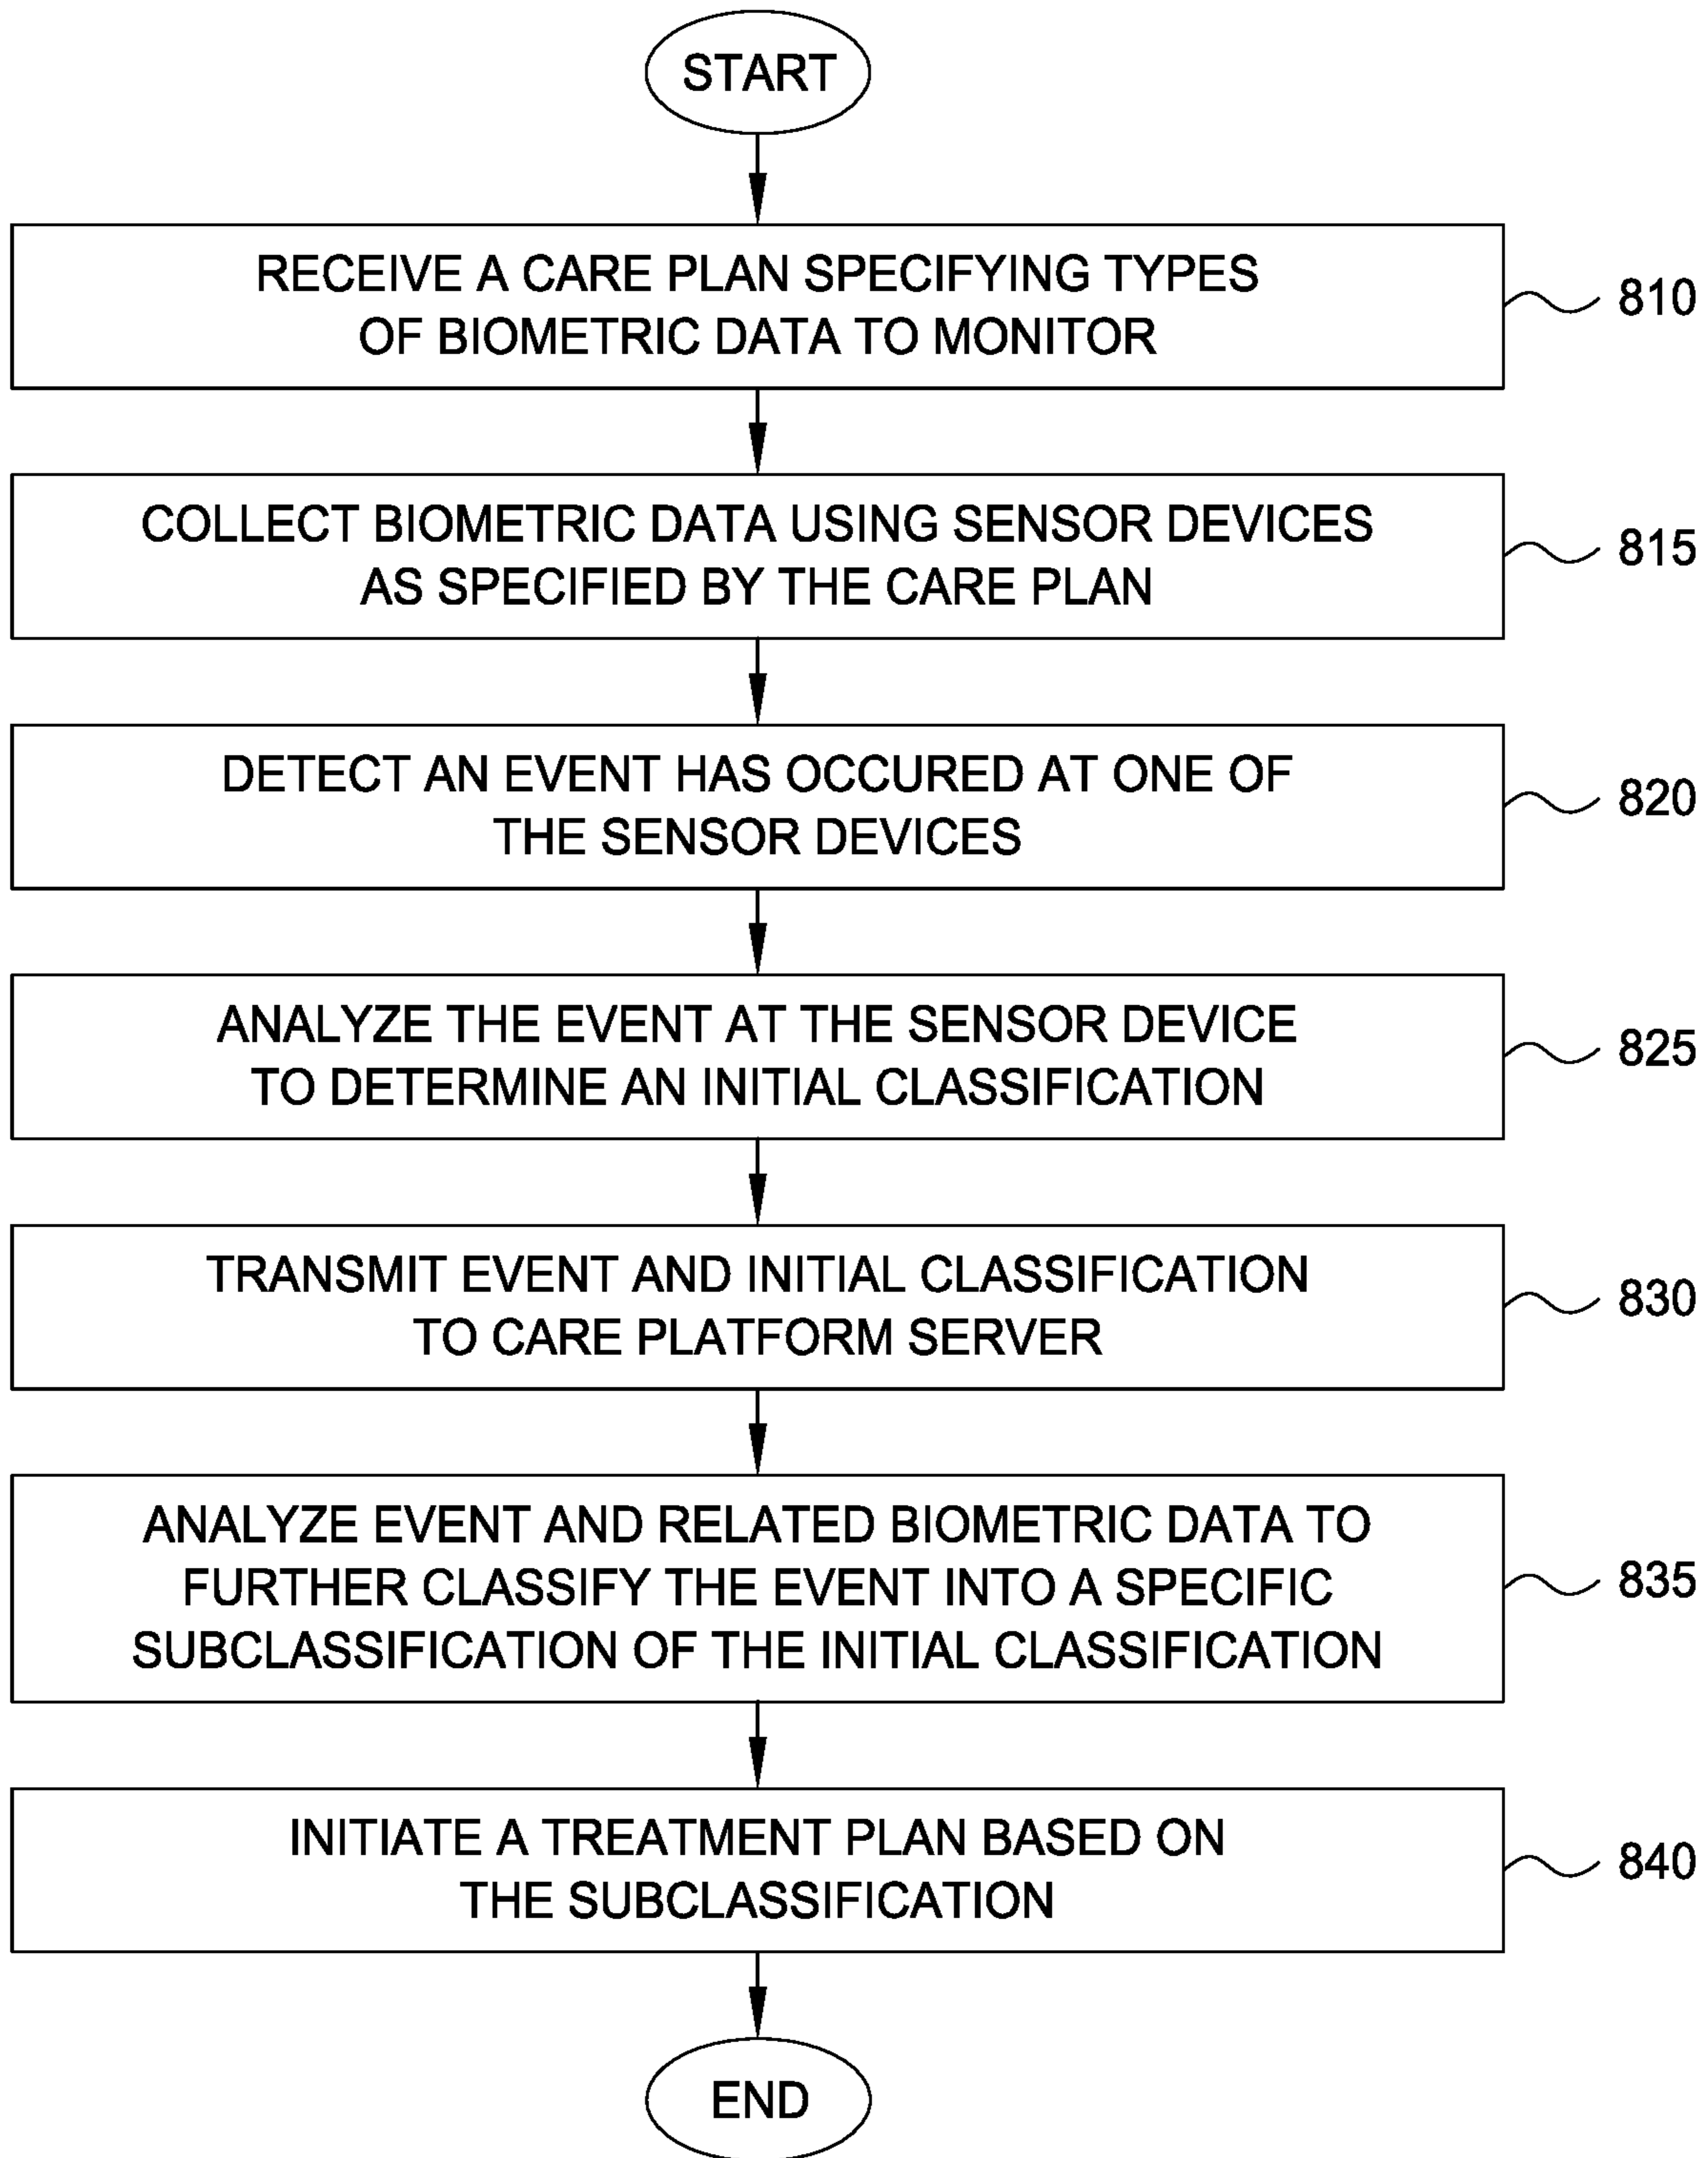 START
RECEIVE A CARE PLAN SPECIFYING TYPES
OF BIOMETRIC DATA TO MONITOR
810
COLLECT BIOMETRIC DATA USING SENSOR DEVICES
AS SPECIFIED BY THE CARE PLAN
815
DETECT AN EVENT HAS OCCURED AT ONE OF
THE SENSOR DEVICES
820
ANALYZE THE EVENT AT THE SENSOR DEVICE
TO DETERMINE AN INITIAL CLASSIFICATION
825
TRANSMIT EVENT AND INITIAL CLASSIFICATION
TO CARE PLATFORM SERVER
830
ANALYZE EVENT AND RELATED BIOMETRIC DATA TO
FURTHER CLASSIFY THE EVENT INTO A SPECIFIC
SUBCLASSIFICATION OF THE INITIAL CLASSIFICATION
835
INITIATE A TREATMENT PLAN BASED ON
THE SUBCLASSIFICATION
840
END